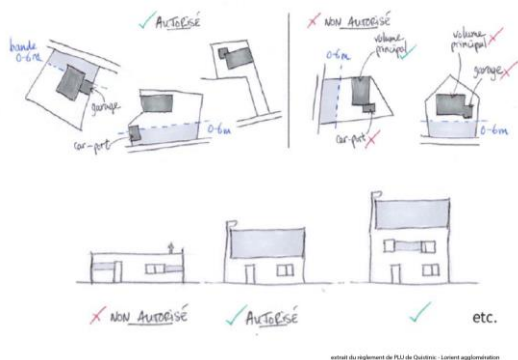 ✓ AUTORISÉ
bande
0-6m
garage
car-port
0-6m
✗ NON AUTORISÉ
volume
principal ✓
0-6m
car-port ✗
volume
principal ✗
garage ✗
0-6m
✗ NON AUTORISÉ
✓ AUTORISÉ
✓
etc.
extrait du règlement de PLU de Quistinic - Lorient agglomération